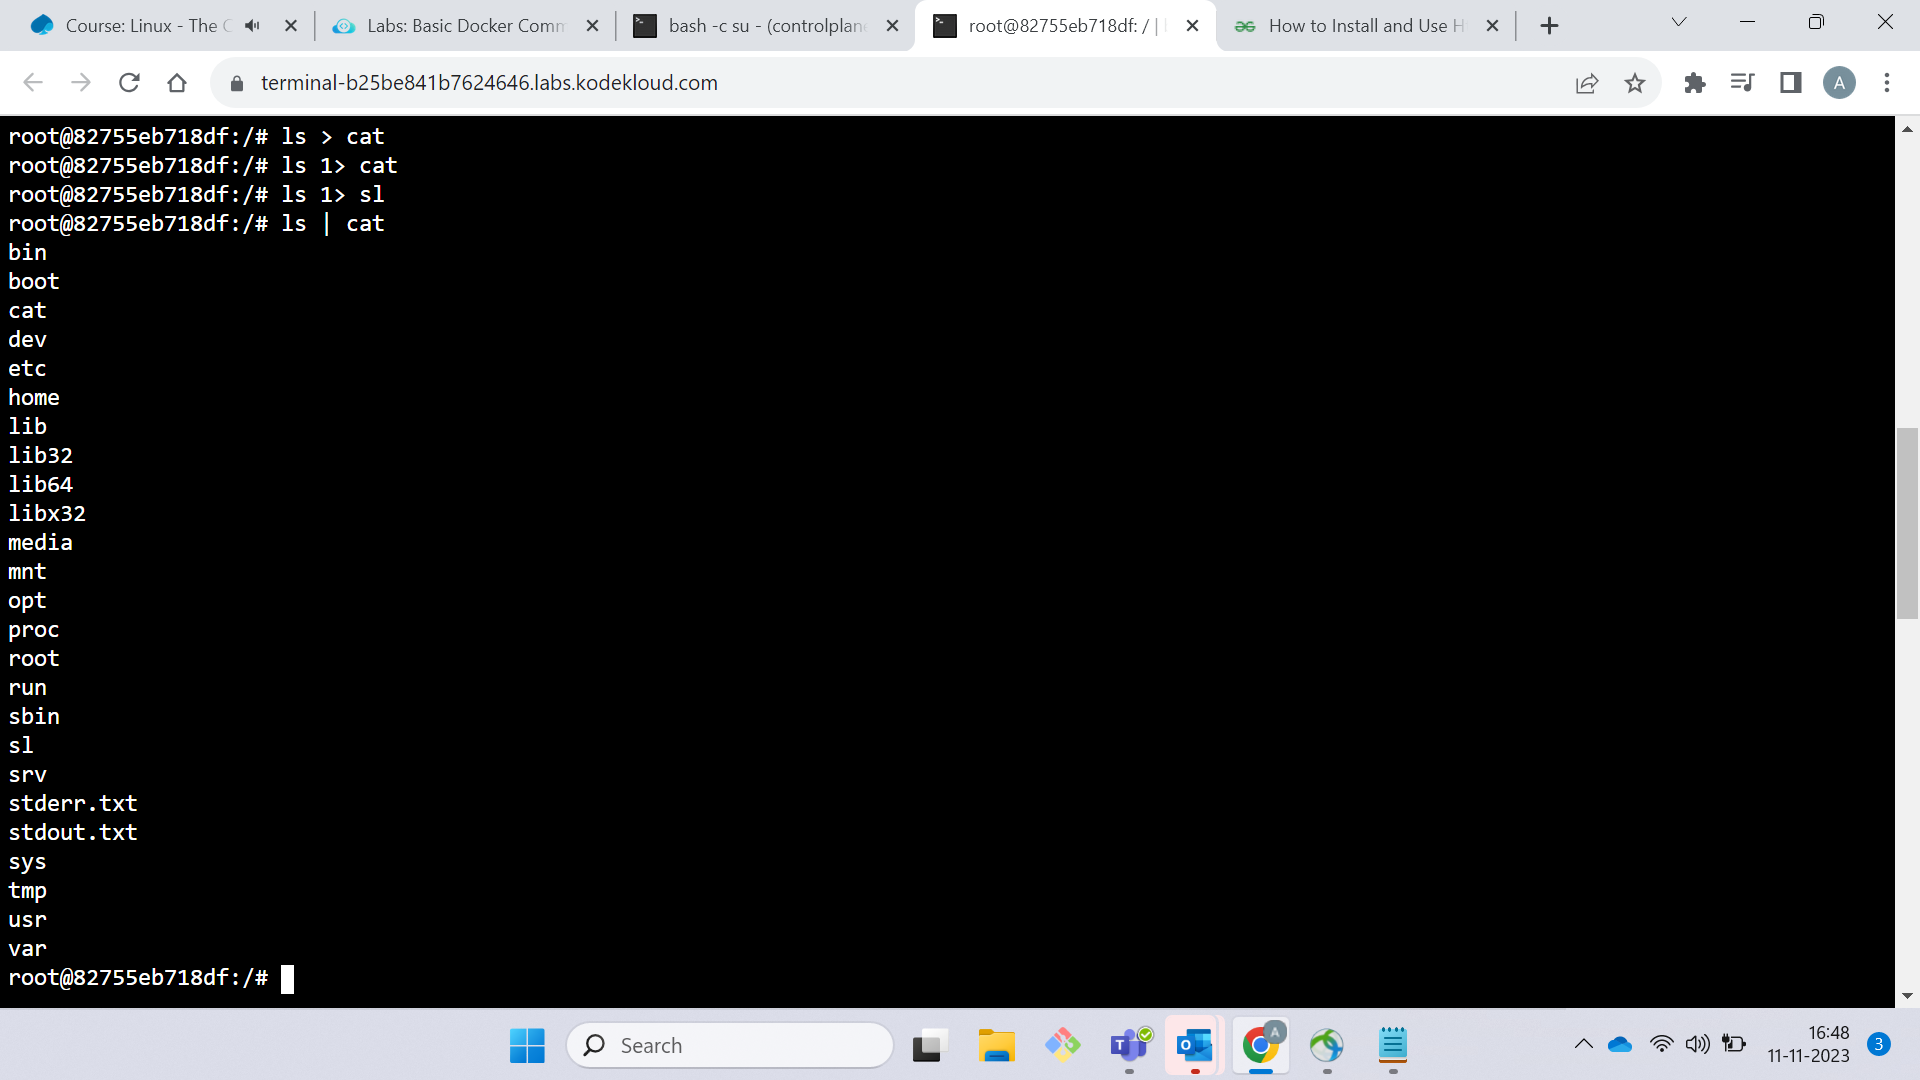 Course: Linux - The C
Labs: Basic Docker Comm
bash -c su - (controlplan
root@82755eb718df: / |
How to Install and Use H
terminal-b25be841b7624646.labs.kodekloud.com
A
root@82755eb718df:/# ls > cat
root@82755eb718df:/# ls 1> cat
root@82755eb718df:/# ls 1> sl
root@82755eb718df:/# ls | cat
bin
boot
cat
dev
etc
home
lib
lib32
lib64
libx32
media
mnt
opt
proc
root
run
sbin
sl
srv
stderr.txt
stdout.txt
sys
tmp
usr
var
root@82755eb718df:/#
Search
A
16:48
11-11-2023
3